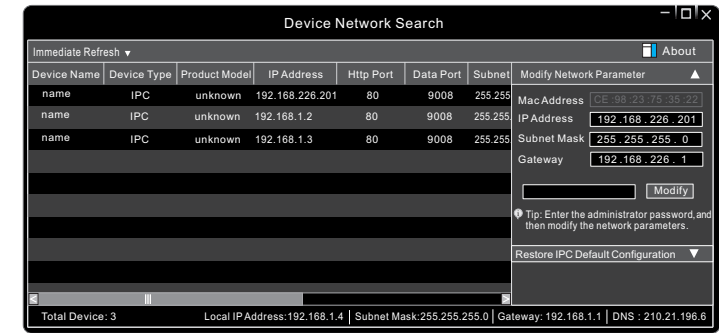 Device Network Search
Immediate Refresh ▼ About
Device Name Device Type Product Model IP Address Http Port Data Port Subnet
name IPC unknown 192.168.226.201 80 9008 255.255
name IPC unknown 192.168.1.2 80 9008 255.255.
name IPC unknown 192.168.1.3 80 9008 255.255
Modify Network Parameter ▲
Mac Address CE:98:23:75:35:22
IP Address 192.168.226.201
Subnet Mask 255.255.255.0
Gateway 192.168.226.1
Modify
Tip: Enter the administrator password,and
then modify the network parameters.
Restore IPC Default Configuration ▼
Total Device: 3 Local IP Address:192.168.1.4 Subnet Mask:255.255.255.0 Gateway: 192.168.1.1 DNS : 210.21.196.6